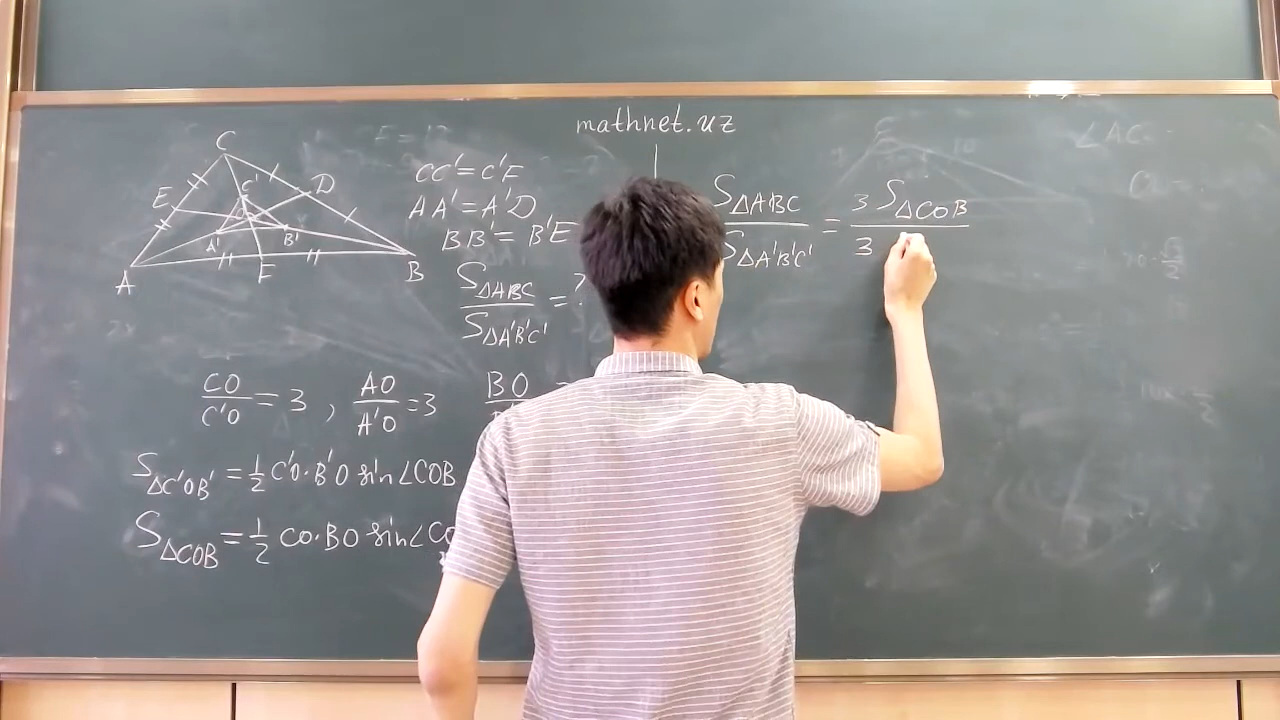 mathnet.uz
C
E
C'
D
O
A'
B'
A
F
B
CC' = C'F
AA' = A'D
BB' = B'E
S△ABC / S△A'B'C' = ?
S△ABC / S△A'B'C' = 3 S△COB / 3
CO / C'O = 3 , AO / A'O = 3 BO
S△C'OB' = 1/2 C'O · B'O sin∠COB
S△COB = 1/2 CO · BO sin∠CO
∠AC